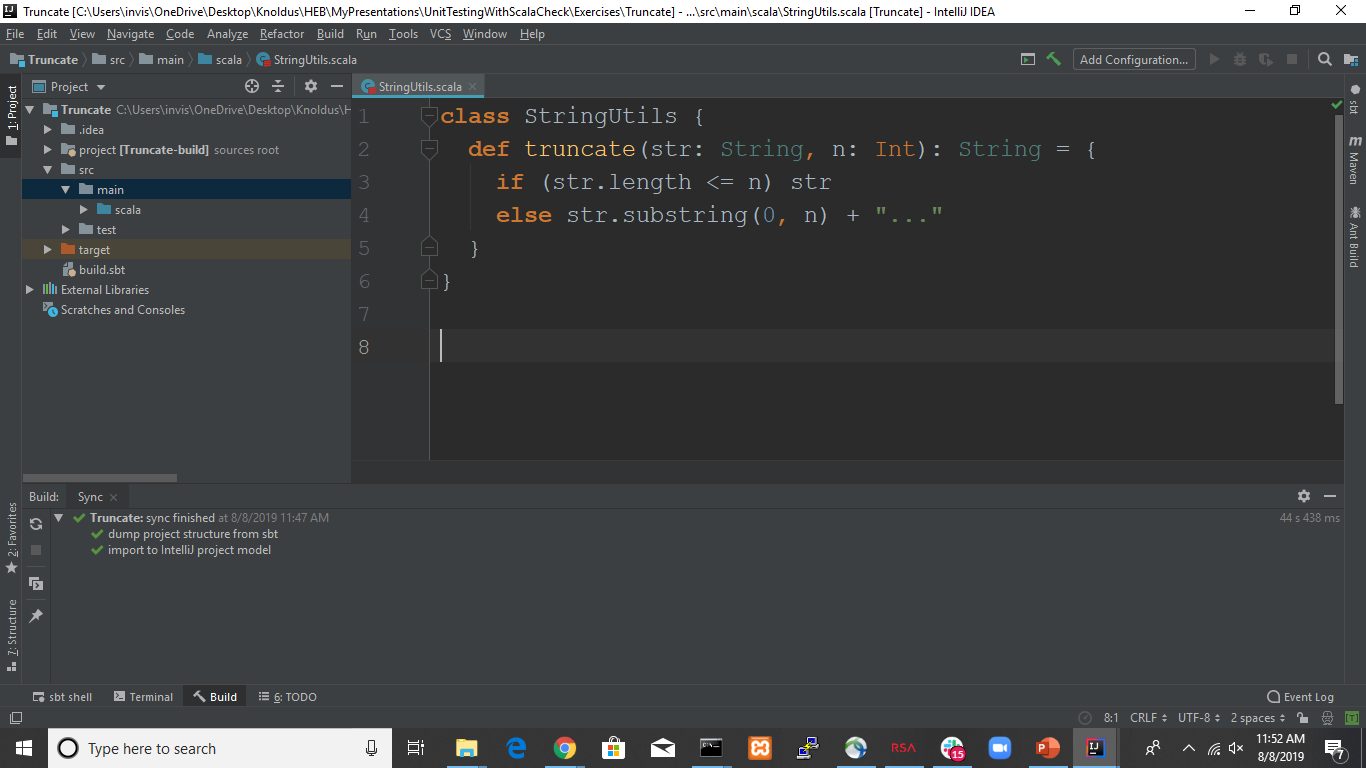 Truncate [C:\Users\invis\OneDrive\Desktop\Knoldus\HEB\MyPresentations\UnitTestingWithScalaCheck\Exercises\Truncate] - ...\src\main\scala\StringUtils.scala [Truncate] - IntelliJ IDEA
File Edit View Navigate Code Analyze Refactor Build Run Tools VCS Window Help
Truncate src main scala StringUtils.scala Add Configuration...
Project StringUtils.scala
1: Project
Truncate C:\Users\invis\OneDrive\Desktop\Knoldus\H
.idea
project [Truncate-build] sources root
src
main
scala
test
target
build.sbt
External Libraries
Scratches and Consoles
1 class StringUtils {
2 def truncate(str: String, n: Int): String = {
3 if (str.length <= n) str
4 else str.substring(0, n) + "..."
5 }
6 }
7
8
sbt
m Maven
Ant Build
Build: Sync
Truncate: sync finished at 8/8/2019 11:47 AM 44 s 438 ms
dump project structure from sbt
import to IntelliJ project model
2: Favorites
7: Structure
sbt shell Terminal Build 6: TODO Event Log
8:1 CRLF UTF-8 2 spaces [T]
Type here to search
RSA
15
P
IJ
11:52 AM
8/8/2019
7